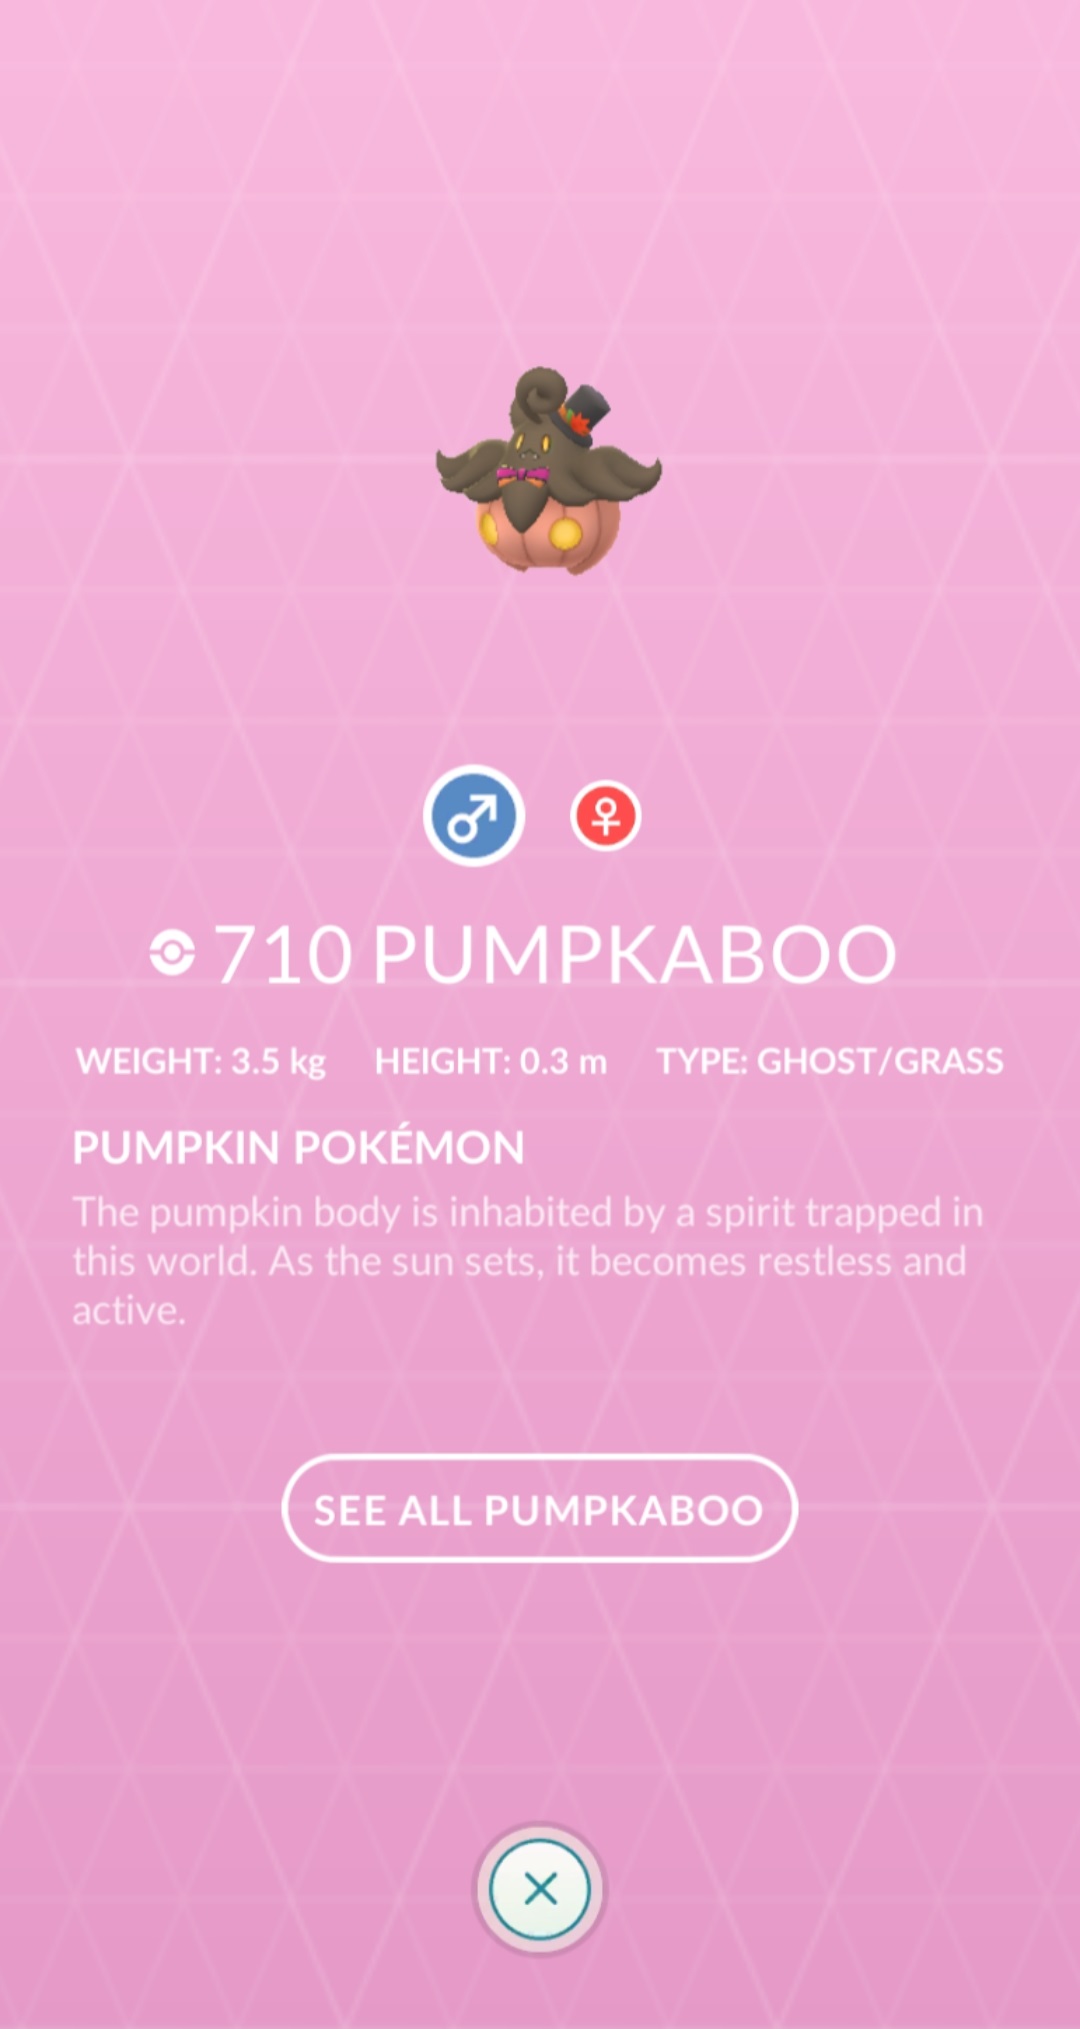 710 PUMPKABOO
WEIGHT: 3.5 kg HEIGHT: 0.3 m TYPE: GHOST/GRASS
PUMPKIN POKÉMON
The pumpkin body is inhabited by a spirit trapped in
this world. As the sun sets, it becomes restless and
active.
SEE ALL PUMPKABOO